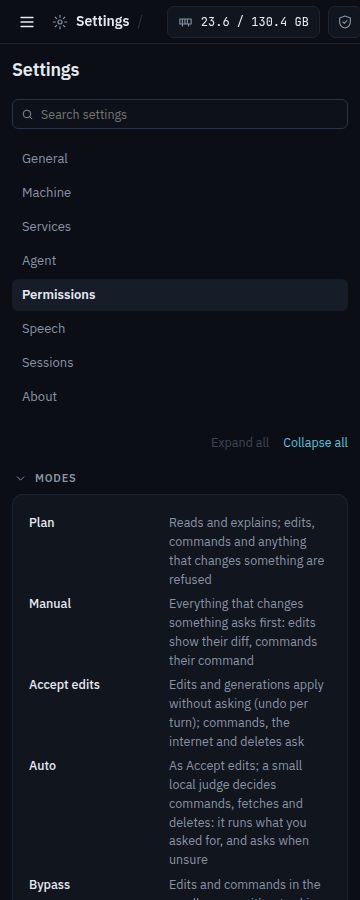 Settings /
23.6 / 130.4 GB
Settings
Search settings
General
Machine
Services
Agent
Permissions
Speech
Sessions
About
Expand all Collapse all
MODES
Plan
Reads and explains; edits,
commands and anything
that changes something are
refused
Manual
Everything that changes
something asks first: edits
show their diff, commands
their command
Accept edits
Edits and generations apply
without asking (undo per
turn); commands, the
internet and deletes ask
Auto
As Accept edits; a small
local judge decides
commands, fetches and
deletes: it runs what you
asked for, and asks when
unsure
Bypass
Edits and commands in the